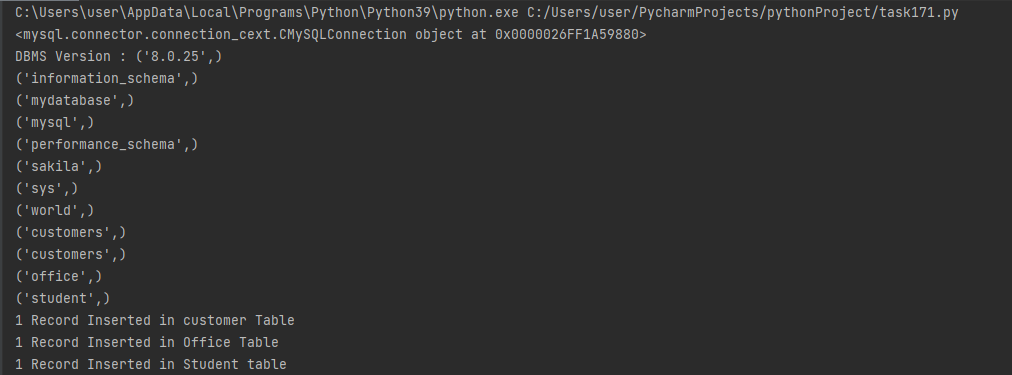 C:\Users\user\AppData\Local\Programs\Python\Python39\python.exe C:/Users/user/PycharmProjects/pythonProject/task171.py
<mysql.connector.connection_cext.CMySQLConnection object at 0x0000026FF1A59880>
DBMS Version : ('8.0.25',)
('information_schema',)
('mydatabase',)
('mysql',)
('performance_schema',)
('sakila',)
('sys',)
('world',)
('customers',)
('customers',)
('office',)
('student',)
1 Record Inserted in customer Table
1 Record Inserted in Office Table
1 Record Inserted in Student table